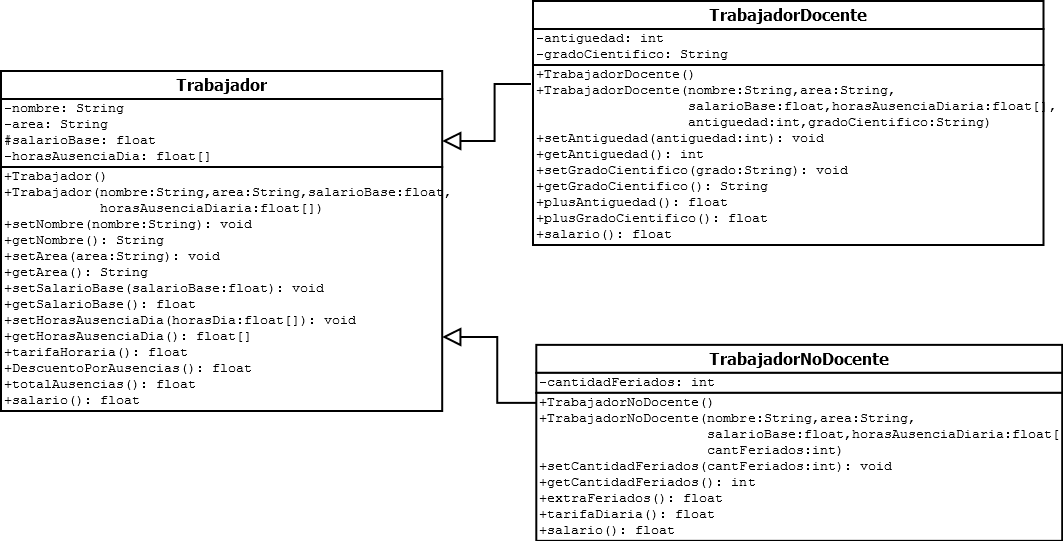 Trabajador
-nombre: String
-area: String
#salarioBase: float
-horasAusenciaDia: float[]
+Trabajador()
+Trabajador(nombre:String,area:String,salarioBase:float,
horasAusenciaDiaria:float[])
+setNombre(nombre:String): void
+getNombre(): String
+setArea(area:String): void
+getArea(): String
+setSalarioBase(salarioBase:float): void
+getSalarioBase(): float
+setHorasAusenciaDia(horasDia:float[]): void
+getHorasAusenciaDia(): float[]
+tarifaHoraria(): float
+DescuentoPorAusencias(): float
+totalAusencias(): float
+salario(): float
TrabajadorDocente
-antiguedad: int
-gradoCientifico: String
+TrabajadorDocente()
+TrabajadorDocente(nombre:String,area:String,
salarioBase:float,horasAusenciaDiaria:float[],
antiguedad:int,gradoCientifico:String)
+setAntiguedad(antiguedad:int): void
+getAntiguedad(): int
+setGradoCientifico(grado:String): void
+getGradoCientifico(): String
+plusAntiguedad(): float
+plusGradoCientifico(): float
+salario(): float
TrabajadorNoDocente
-cantidadFeriados: int
+TrabajadorNoDocente()
+TrabajadorNoDocente(nombre:String,area:String,
salarioBase:float,horasAusenciaDiaria:float[
cantFeriados:int)
+setCantidadFeriados(cantFeriados:int): void
+getCantidadFeriados(): int
+extraFeriados(): float
+tarifaDiaria(): float
+salario(): float